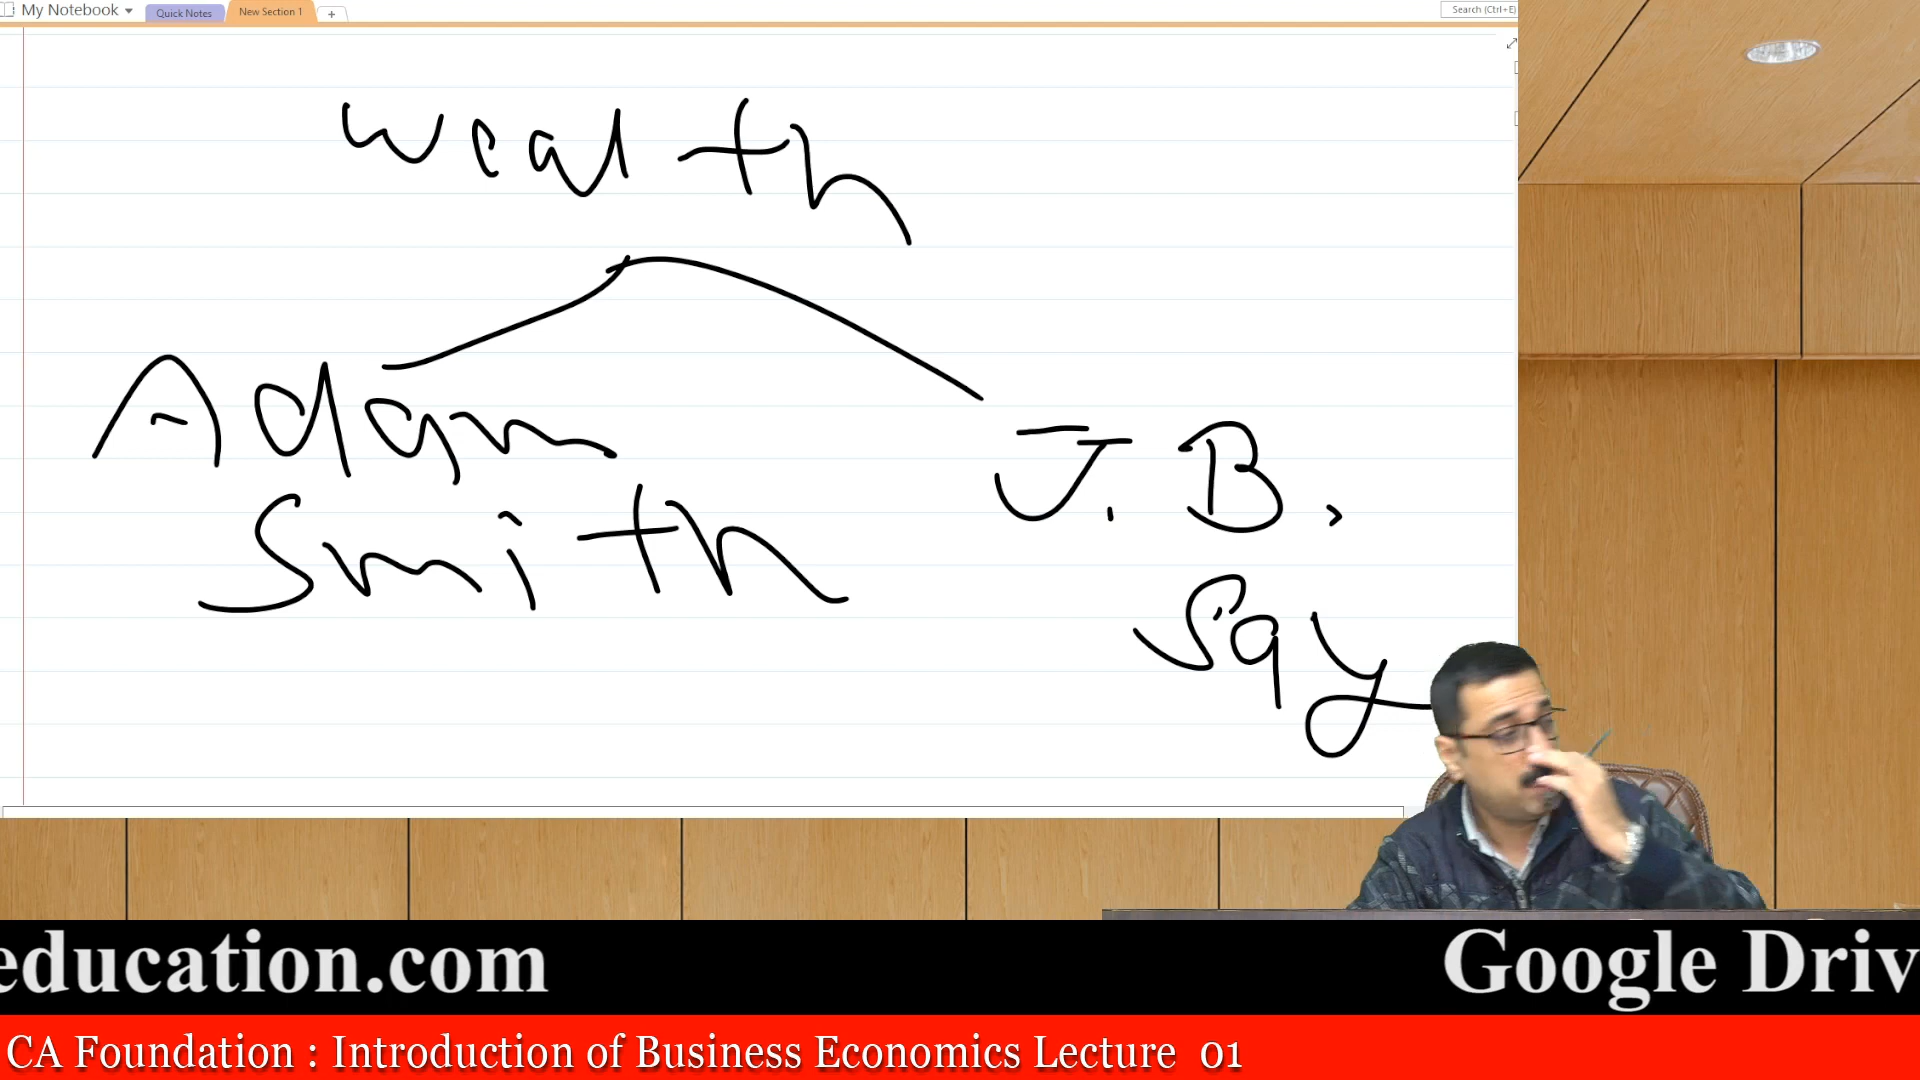 My Notebook
Quick Notes
New Section 1
+
Search (Ctrl+E)
Wealth
Adam
Smith
J. B.
Say
education.com
Google Driv
CA Foundation : Introduction of Business Economics Lecture 01